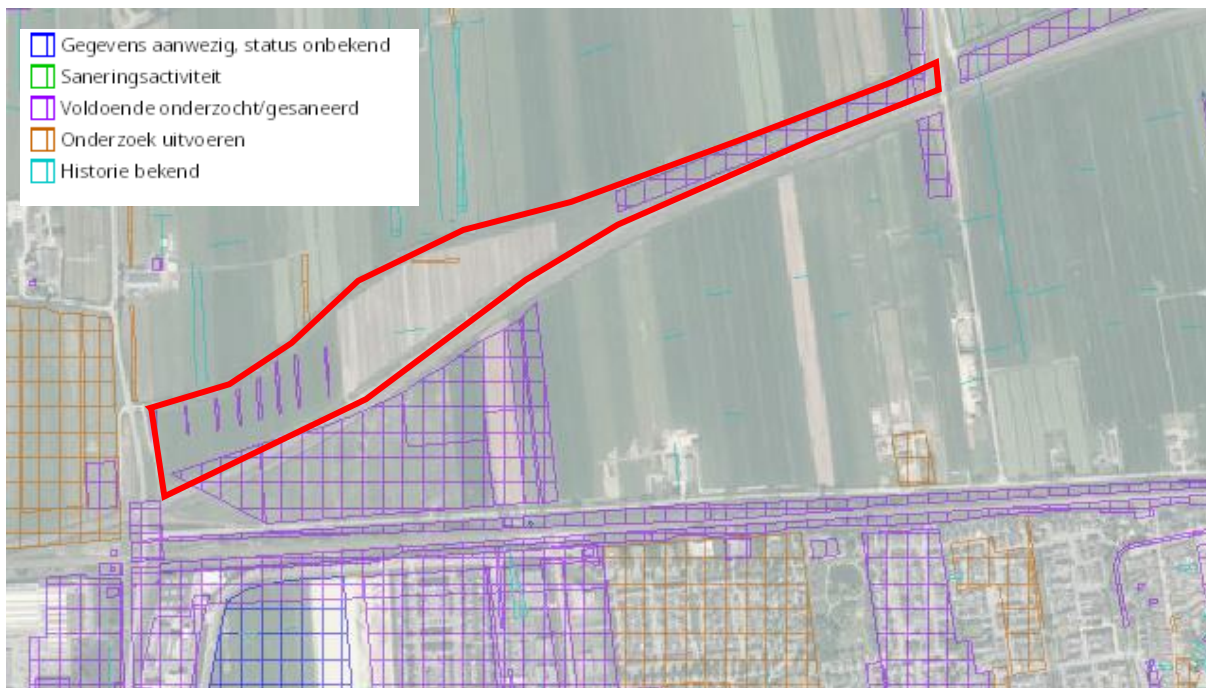 Gegevens aanwezig, status onbekend
Saneringsactiviteit
Voldoende onderzocht/gesaneerd
Onderzoek uitvoeren
Historie bekend